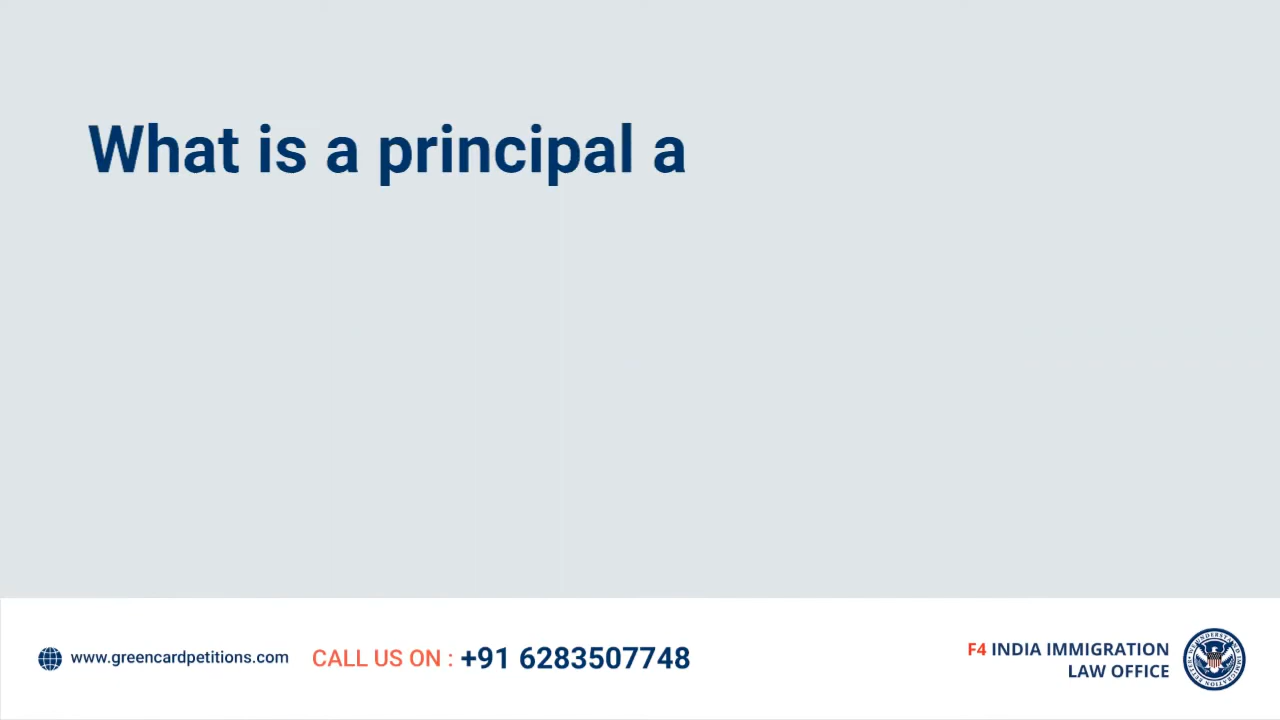 What is a principal a
www.greencardpetitions.com CALL US ON : +91 6283507748
F4 INDIA IMMIGRATION
LAW OFFICE